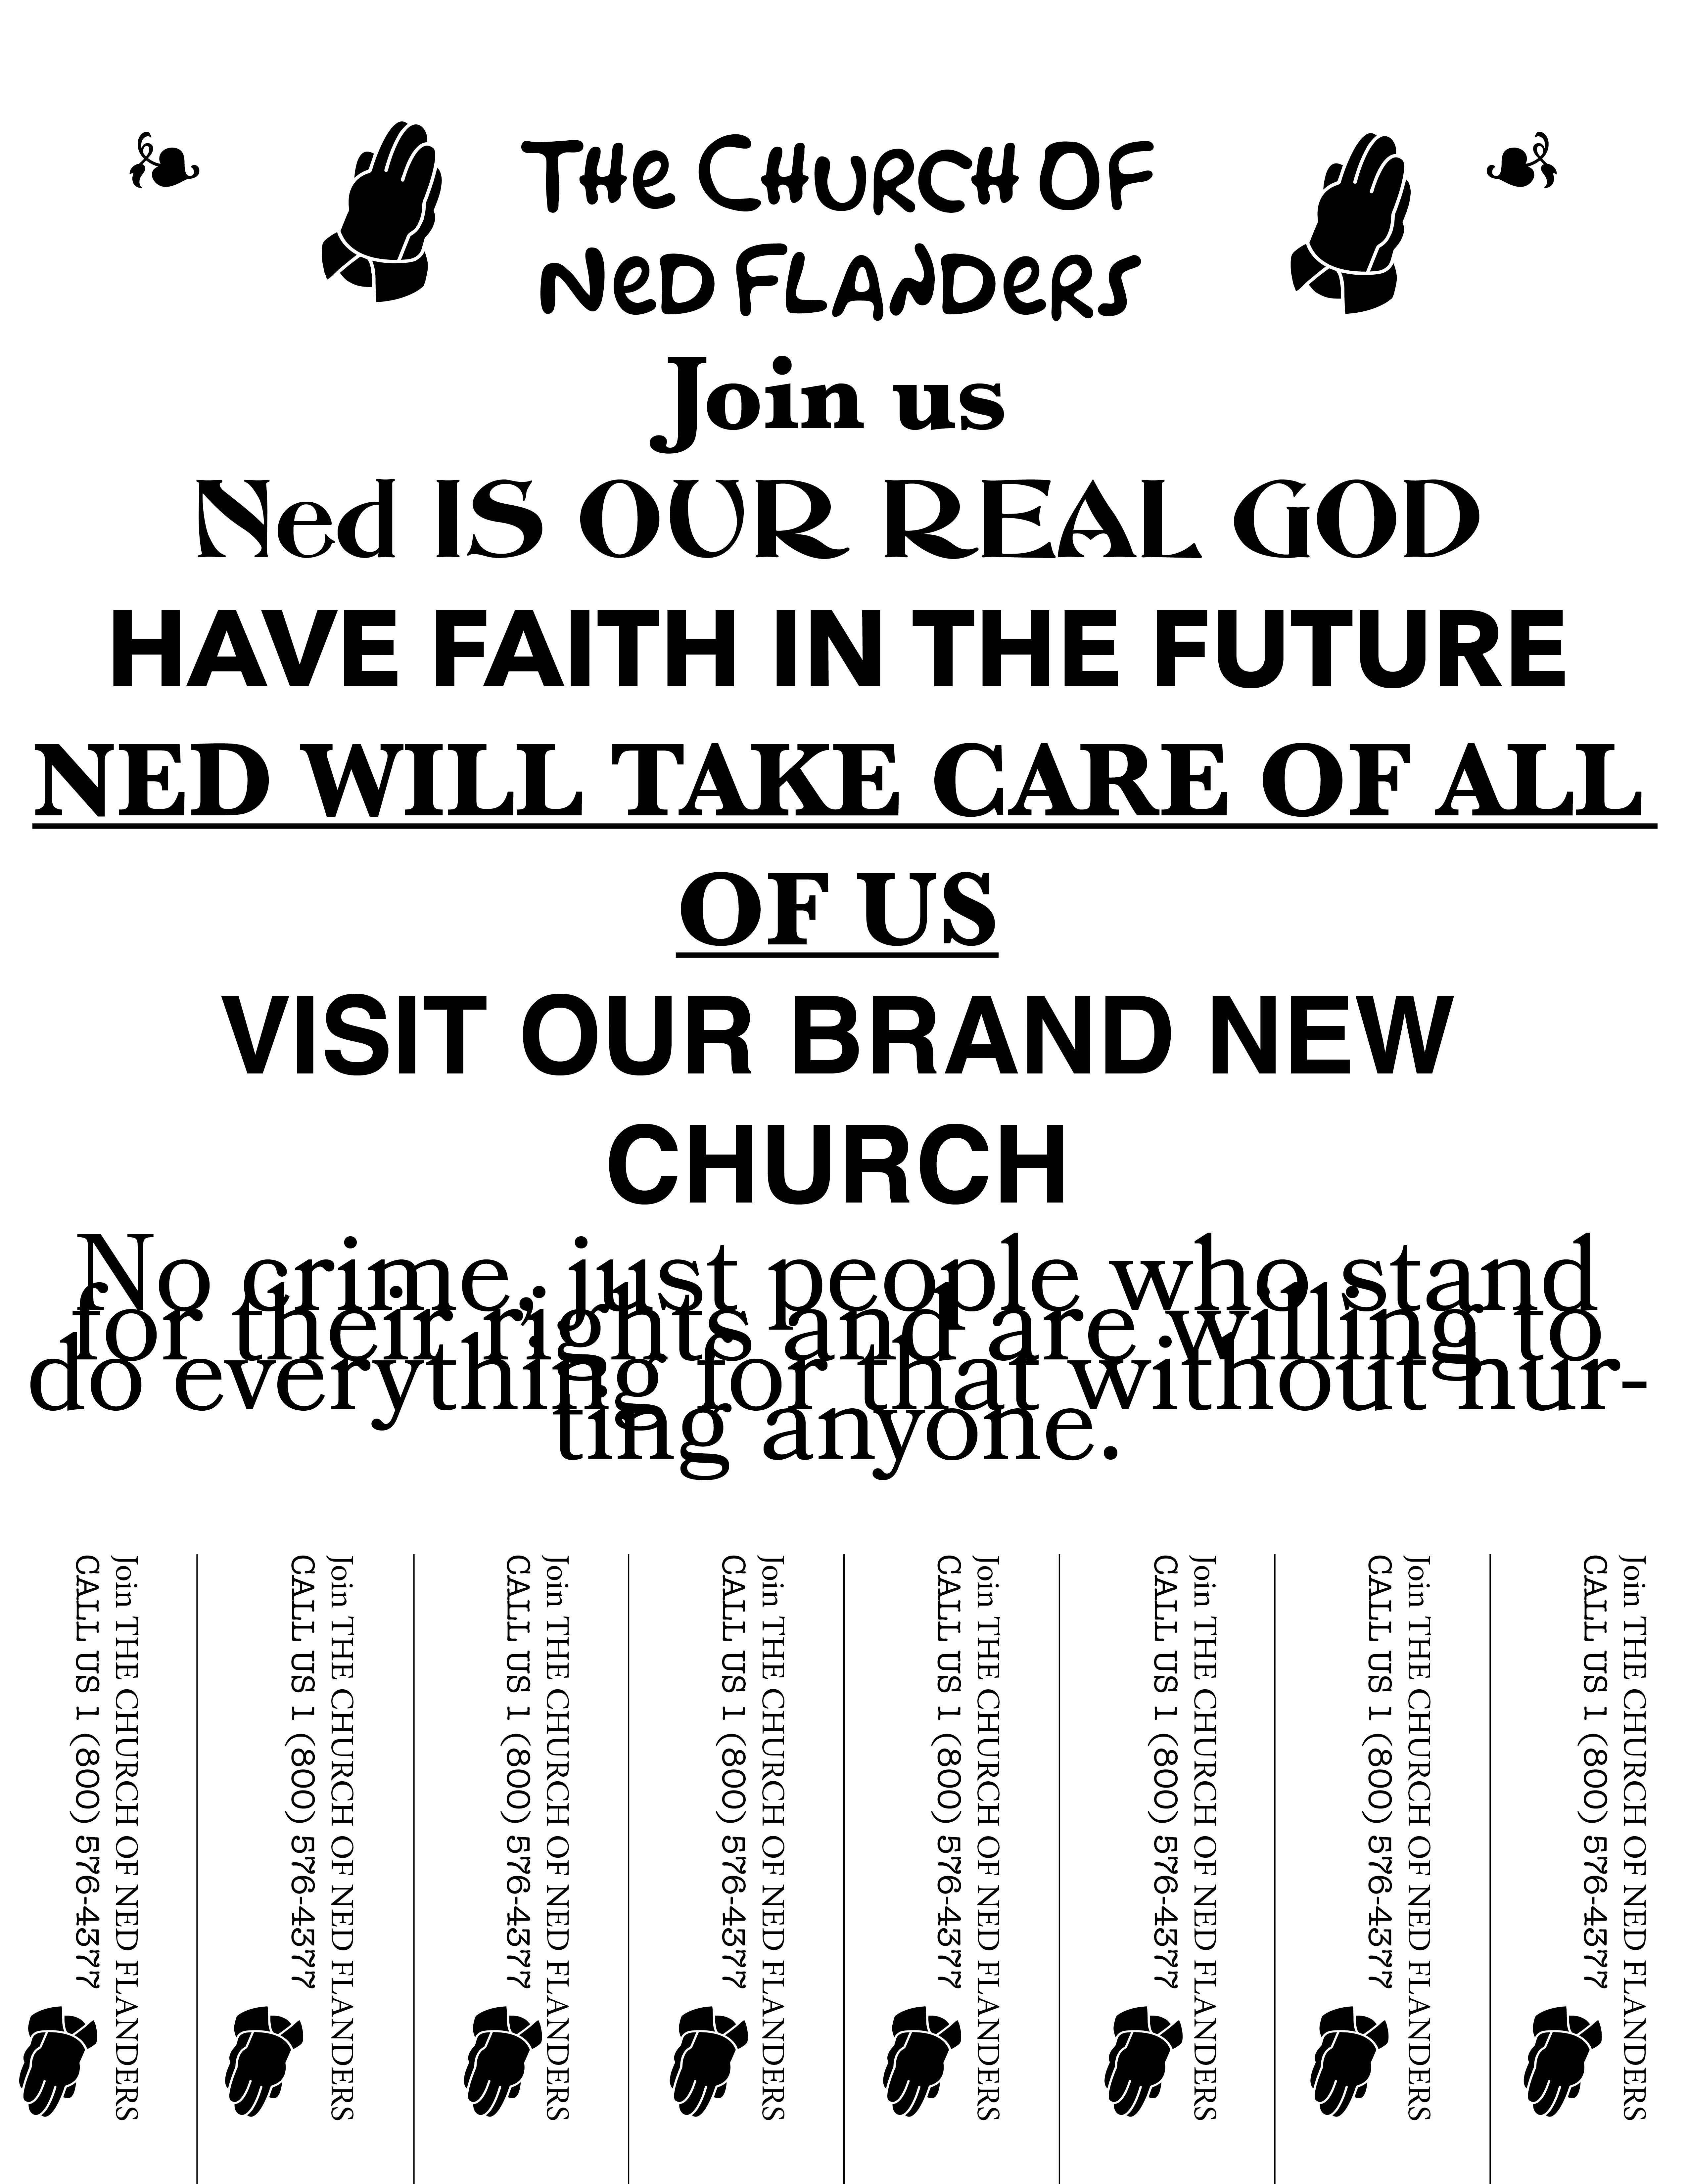 THe CHURCH OF
NeD FLANDeRS
Join us
Ned IS OUR REAL GOD
HAVE FAITH IN THE FUTURE
NED WILL TAKE CARE OF ALL
OF US
VISIT OUR BRAND NEW
CHURCH
No crime, just people who stand
for their rights and are willing to
do everything for that without hur-
ting anyone.
Join THE CHURCH OF NED FLANDERS
CALL US 1 (800) 576-4377
Join THE CHURCH OF NED FLANDERS
CALL US 1 (800) 576-4377
Join THE CHURCH OF NED FLANDERS
CALL US 1 (800) 576-4377
Join THE CHURCH OF NED FLANDERS
CALL US 1 (800) 576-4377
Join THE CHURCH OF NED FLANDERS
CALL US 1 (800) 576-4377
Join THE CHURCH OF NED FLANDERS
CALL US 1 (800) 576-4377
Join THE CHURCH OF NED FLANDERS
CALL US 1 (800) 576-4377
Join THE CHURCH OF NED FLANDERS
CALL US 1 (800) 576-4377